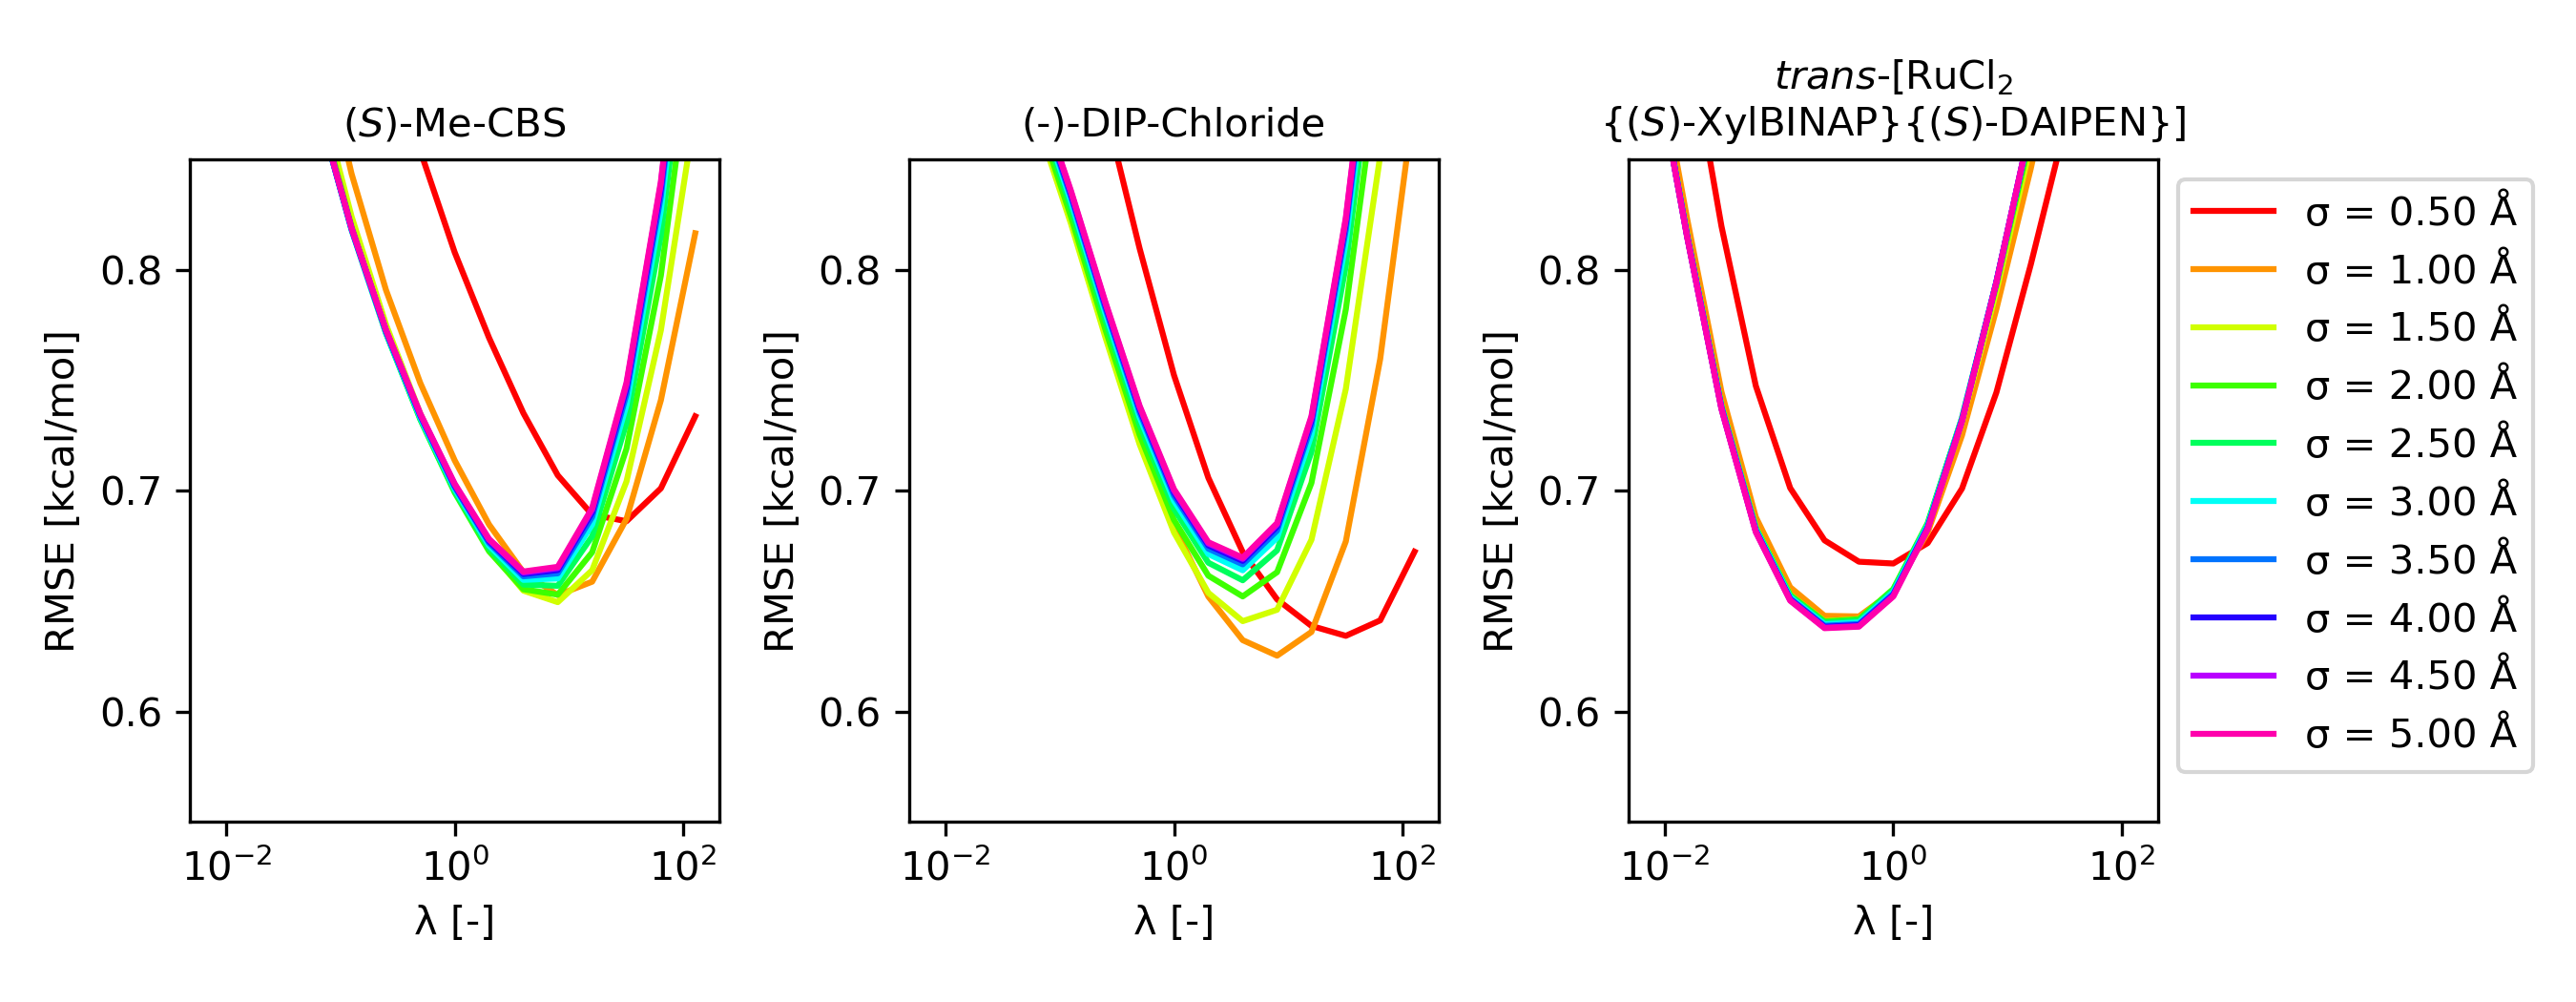 (S)-Me-CBS
0.8
0.7
0.6
RMSE [kcal/mol]
10⁻² 10⁰ 10²
λ [-]
(-)-DIP-Chloride
0.8
0.7
0.6
RMSE [kcal/mol]
10⁻² 10⁰ 10²
λ [-]
trans-[RuCl₂
{(S)-XylBINAP}{(S)-DAIPEN}]
0.8
0.7
0.6
RMSE [kcal/mol]
10⁻² 10⁰ 10²
λ [-]
σ = 0.50 Å
σ = 1.00 Å
σ = 1.50 Å
σ = 2.00 Å
σ = 2.50 Å
σ = 3.00 Å
σ = 3.50 Å
σ = 4.00 Å
σ = 4.50 Å
σ = 5.00 Å